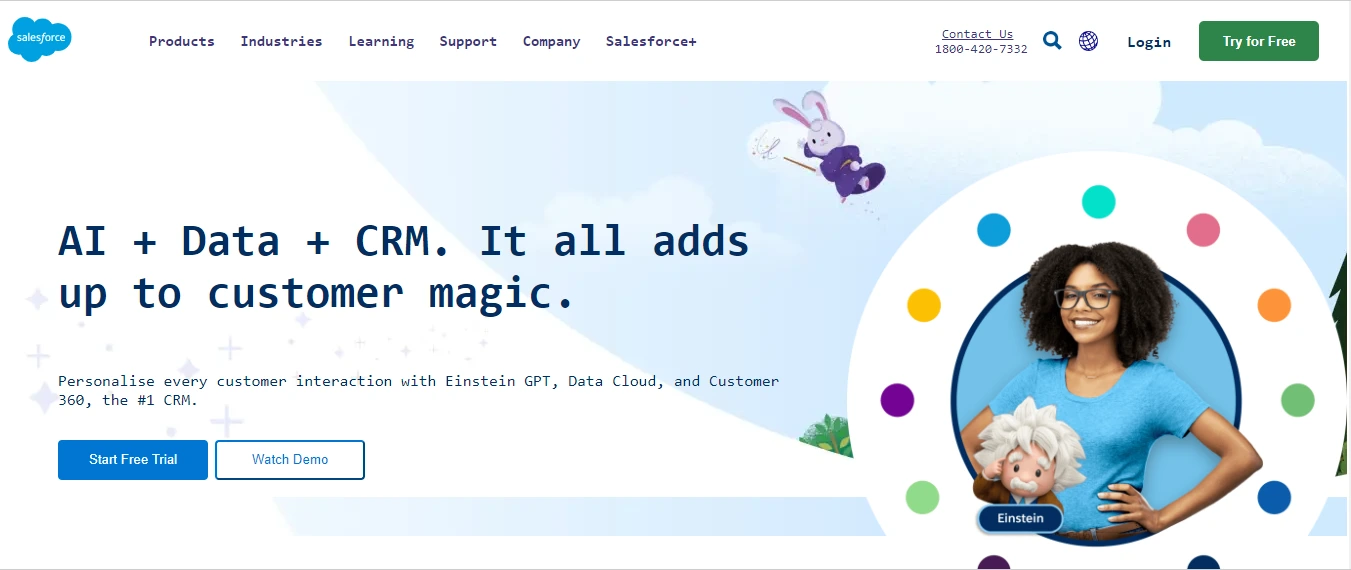 salesforce
Products Industries Learning Support Company Salesforce+
Contact Us
1800-420-7332
Login
Try for Free
AI + Data + CRM. It all adds
up to customer magic.
Personalise every customer interaction with Einstein GPT, Data Cloud, and Customer
360, the #1 CRM.
Start Free Trial
Watch Demo
Einstein